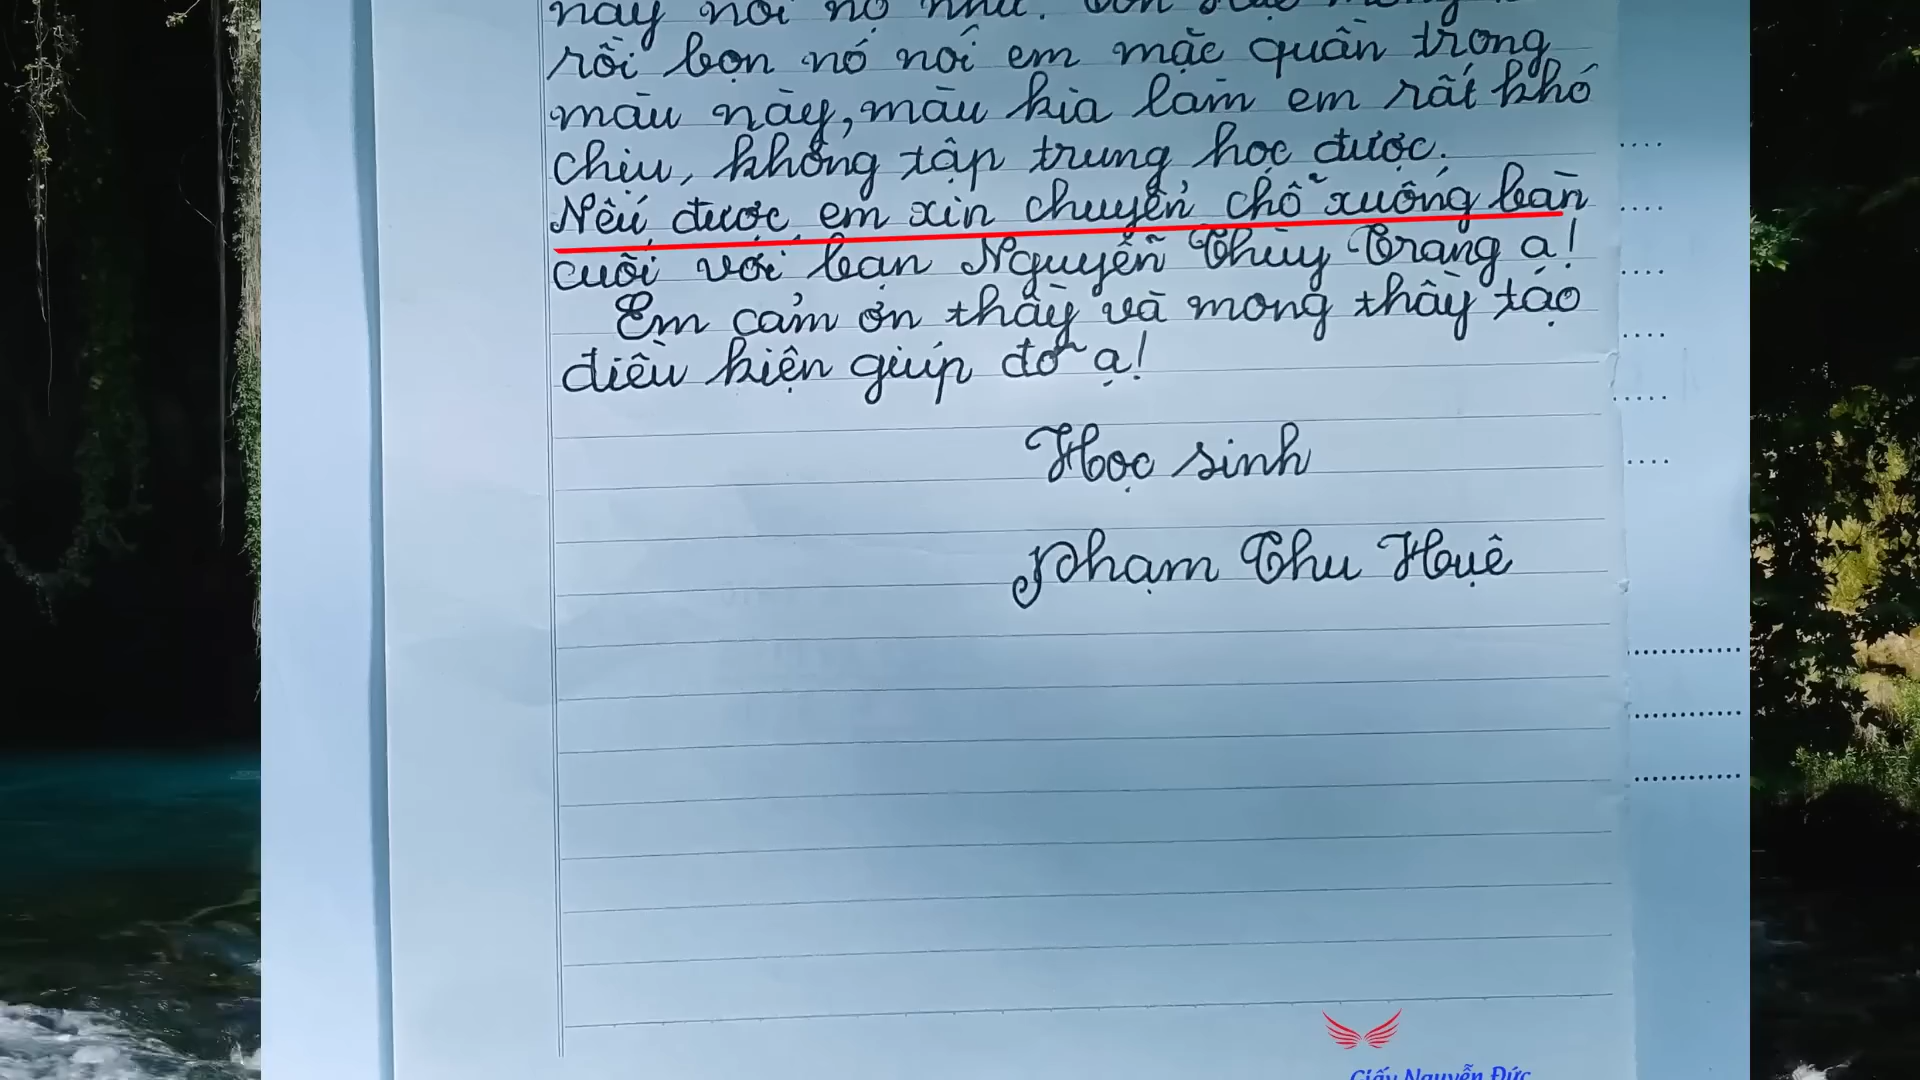 này nọ
rồi bọn nó nói em mặc quần trong
màu này, màu kia làm em rất khó
chịu, không tập trung học được.
Nếu được em xin chuyển chỗ xuống bàn
cuối với bạn Nguyễn Thùy Trang ạ!
Em cảm ơn thầy và mong thầy tạo
điều kiện giúp đỡ ạ!
Học sinh
Phạm Thu Huệ
Giấy Nguyễn Đức